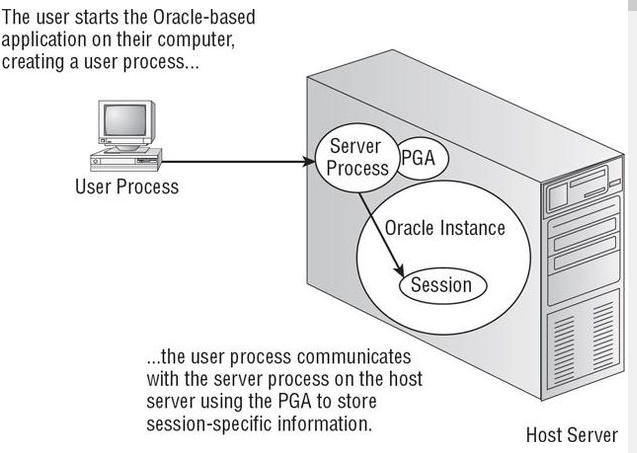 The user starts the Oracle-based
application on their computer,
creating a user process...
Server
Process
PGA
User Process
Oracle Instance
Session
...the user process communicates
with the server process on the host
server using the PGA to store
session-specific information.
Host Server